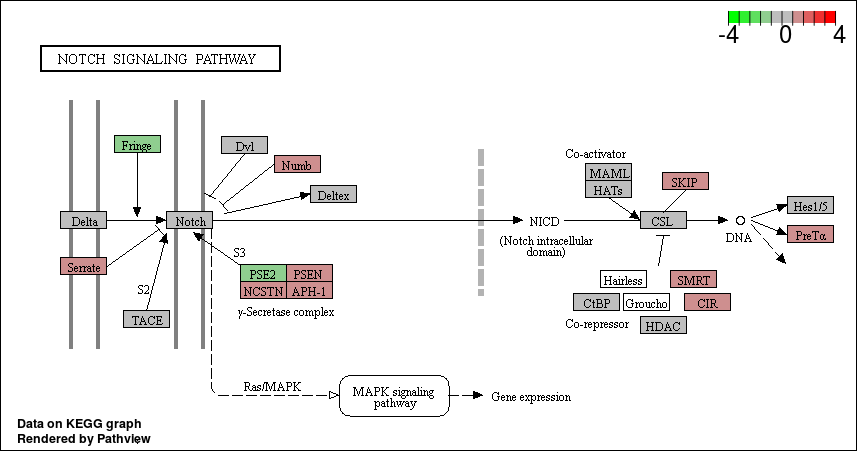 -4 0 4
NOTCH SIGNALING PATHWAY
Fringe
Dvl
Numb
Deltex
Delta
Notch
Serrate
S2
TACE
S3
PSE2 PSEN
NCSTN APH-1
γ-Secretase complex
NICD
(Notch intracellular
domain)
Co-activator
MAML
HATs
SKIP
CSL
DNA
Hes1/5
PreTα
Hairless
SMRT
CtBP
Groucho
CIR
Co-repressor
HDAC
Ras/MAPK
MAPK signaling
pathway
Gene expression
Data on KEGG graph
Rendered by Pathview